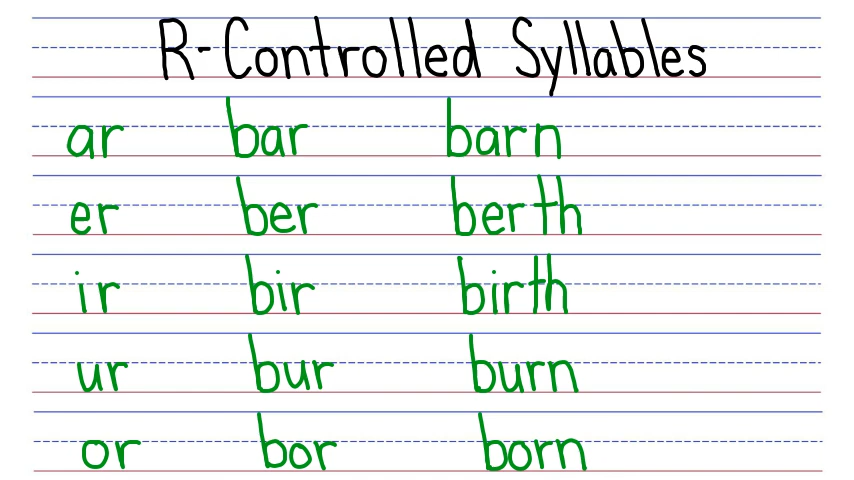 R-Controlled Syllables
ar bar barn
er ber berth
ir bir birth
ur bur burn
or bor born